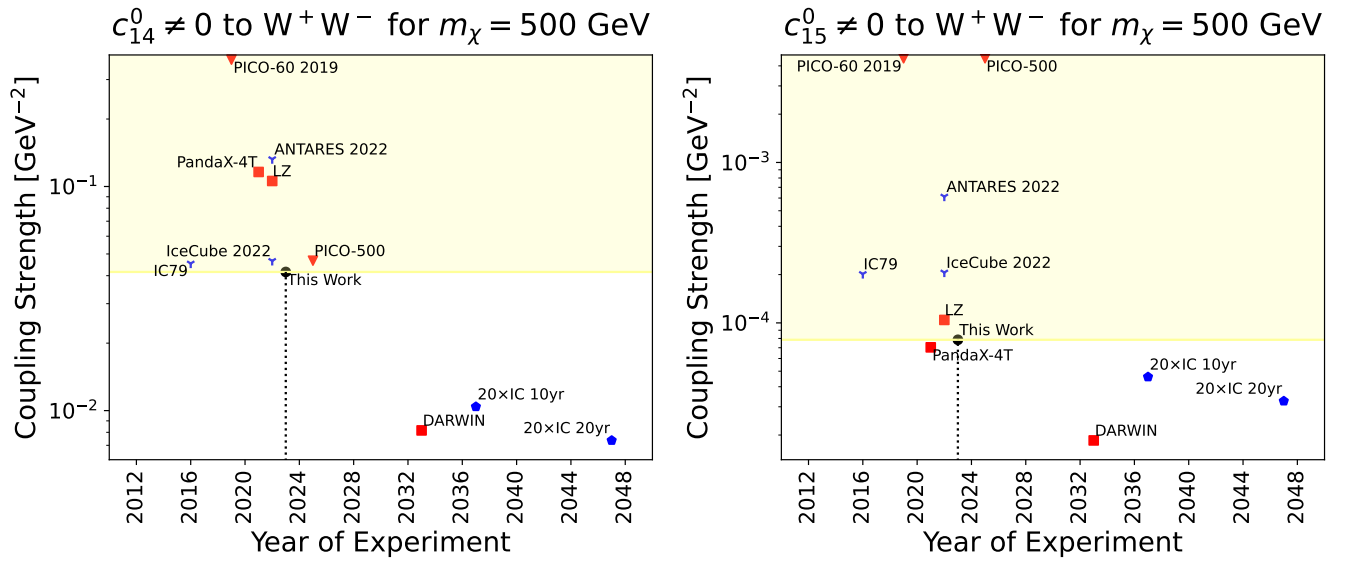 c⁰₁₄ ≠ 0 to W⁺W⁻ for mᵪ = 500 GeV
Coupling Strength [GeV⁻²]
10⁻¹
10⁻²
PICO-60 2019
ANTARES 2022
PandaX-4T
LZ
IceCube 2022
PICO-500
IC79
This Work
20×IC 10yr
DARWIN
20×IC 20yr
2012
2016
2020
2024
2028
2032
2036
2040
2044
2048
Year of Experiment
c⁰₁₅ ≠ 0 to W⁺W⁻ for mᵪ = 500 GeV
Coupling Strength [GeV⁻²]
10⁻³
10⁻⁴
PICO-60 2019
PICO-500
ANTARES 2022
IC79
IceCube 2022
LZ
This Work
PandaX-4T
20×IC 10yr
20×IC 20yr
DARWIN
2012
2016
2020
2024
2028
2032
2036
2040
2044
2048
Year of Experiment